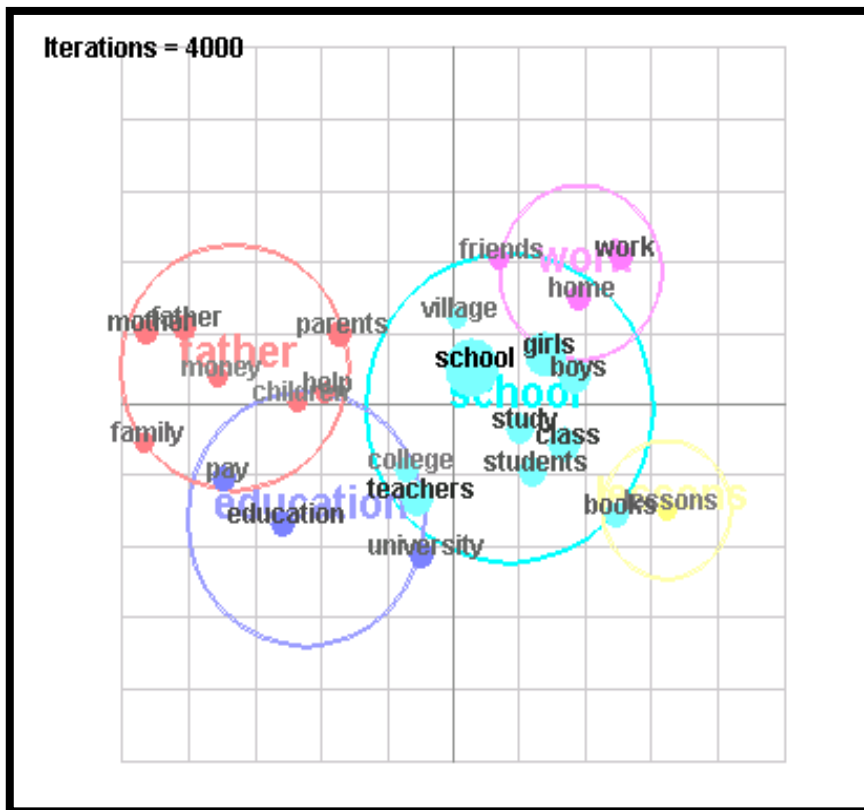 Iterations = 4000
friends
work
work
home
village
mother
father
parents
father
money
school
girls
boys
children
help
school
family
study
class
pay
college
students
education
education
teachers
books
lessons
lessons
university